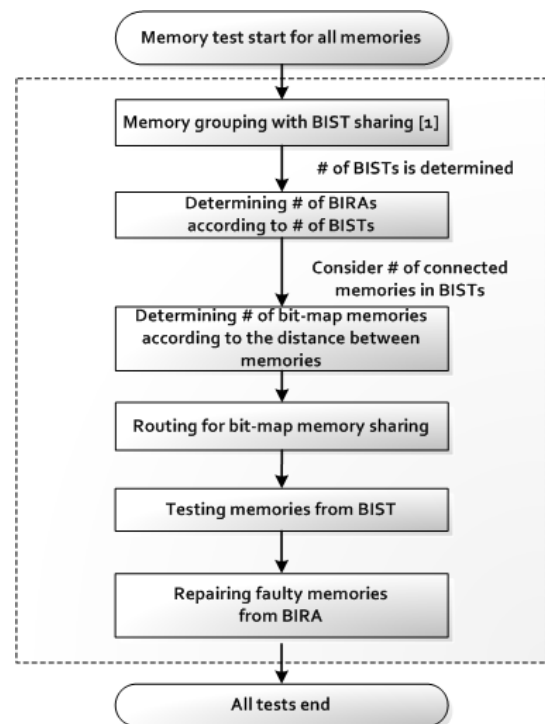 Memory test start for all memories
Memory grouping with BIST sharing [1]
# of BISTs is determined
Determining # of BIRAs
according to # of BISTs
Consider # of connected
memories in BISTs
Determining # of bit-map memories
according to the distance between
memories
Routing for bit-map memory sharing
Testing memories from BIST
Repairing faulty memories
from BIRA
All tests end